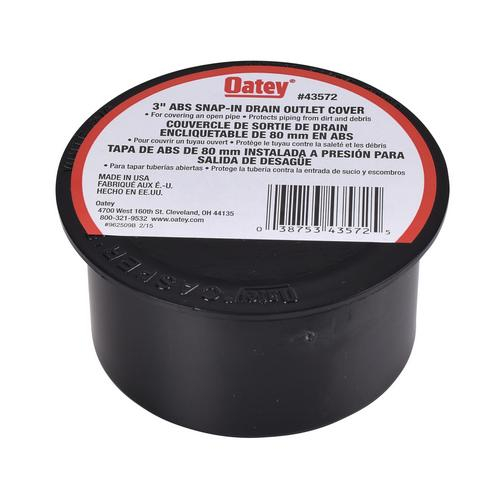 Oatey®
#43572
3" ABS SNAP-IN DRAIN OUTLET COVER
• For covering an open pipe • Protects piping from dirt and debris
COUVERCLE DE SORTIE DE DRAIN
ENCLIQUETABLE DE 80 mm EN ABS
• Pour couvrir un tuyau ouvert • Protège le tuyau contre la saleté et les débris
TAPA DE ABS DE 80 mm INSTALADA A PRESIÓN PARA
SALIDA DE DESAGÜE
• Para tapar tuberías abiertas • Protege la tubería contra la entrada de sucio y escombros
MADE IN USA
FABRIQUÉ AUX É.-U.
HECHO EN EE.UU.
Oatey
4700 West 160th St. Cleveland, OH 44135
800-321-9532 www.oatey.com
#962509B 2/15
0 38753 43572 5
Oatey CASPER